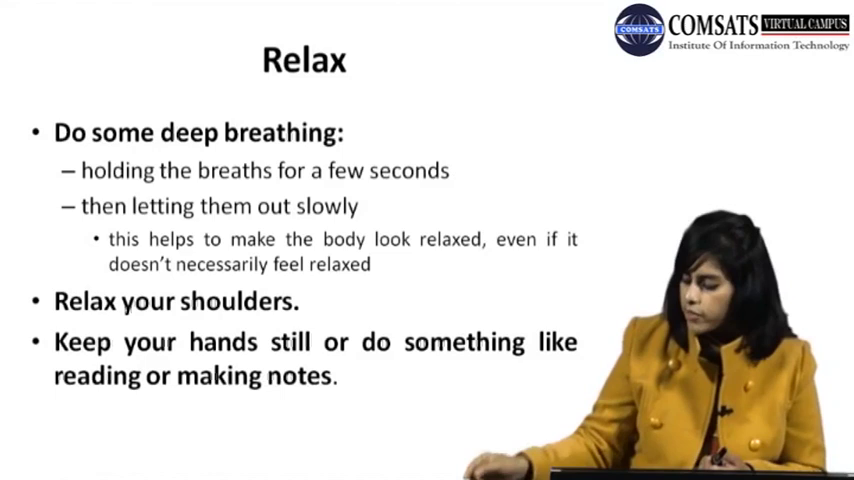 COMSATS VIRTUAL CAMPUS
Institute Of Information Technology
COMSATS
Relax
• Do some deep breathing:
– holding the breaths for a few seconds
– then letting them out slowly
• this helps to make the body look relaxed, even if it
doesn't necessarily feel relaxed
• Relax your shoulders.
• Keep your hands still or do something like
reading or making notes.